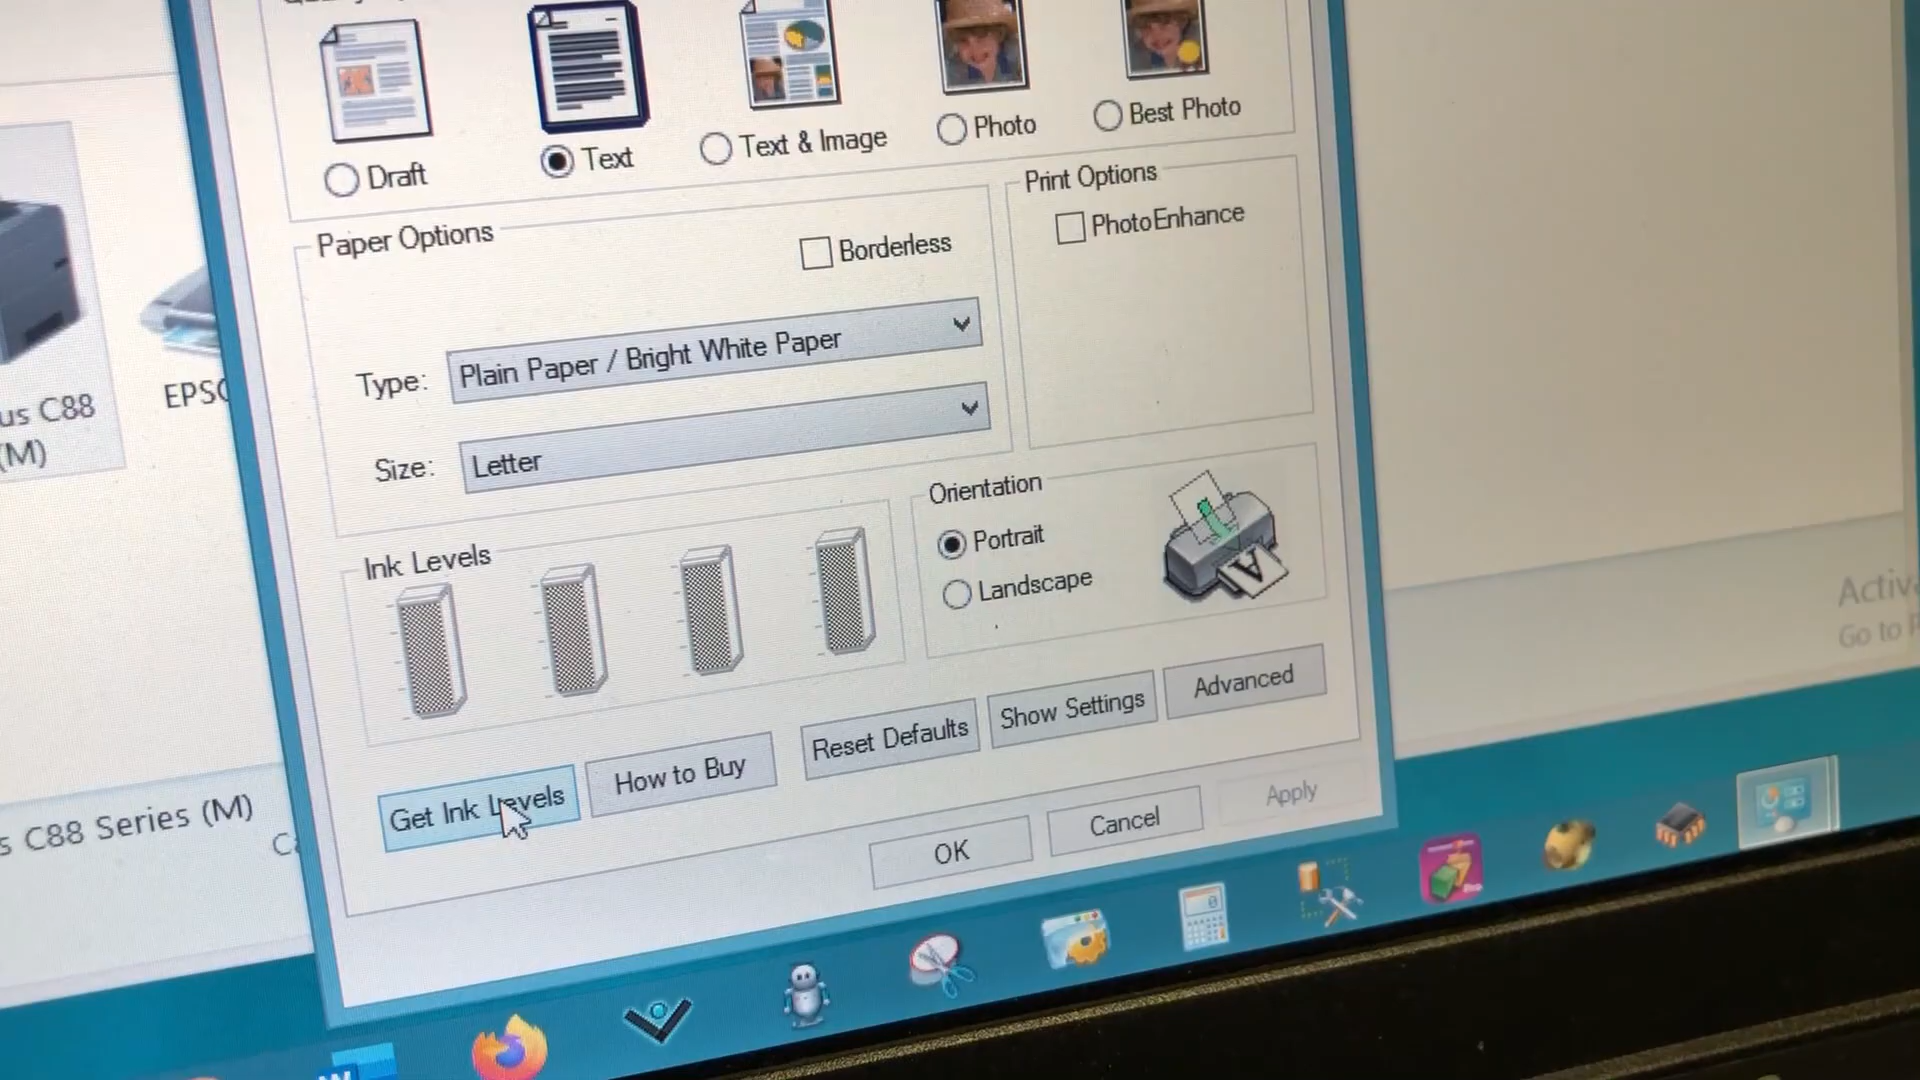 Draft
Text
Text & Image
Photo
Best Photo
Paper Options
Borderless
Type: Plain Paper / Bright White Paper
Size: Letter
Print Options
PhotoEnhance
Ink Levels
Orientation
Portrait
Landscape
Get Ink Levels
How to Buy
Reset Defaults
Show Settings
Advanced
OK
Cancel
Apply
us C88
(M)
EPSO
s C88 Series (M)
Activa
Go to P